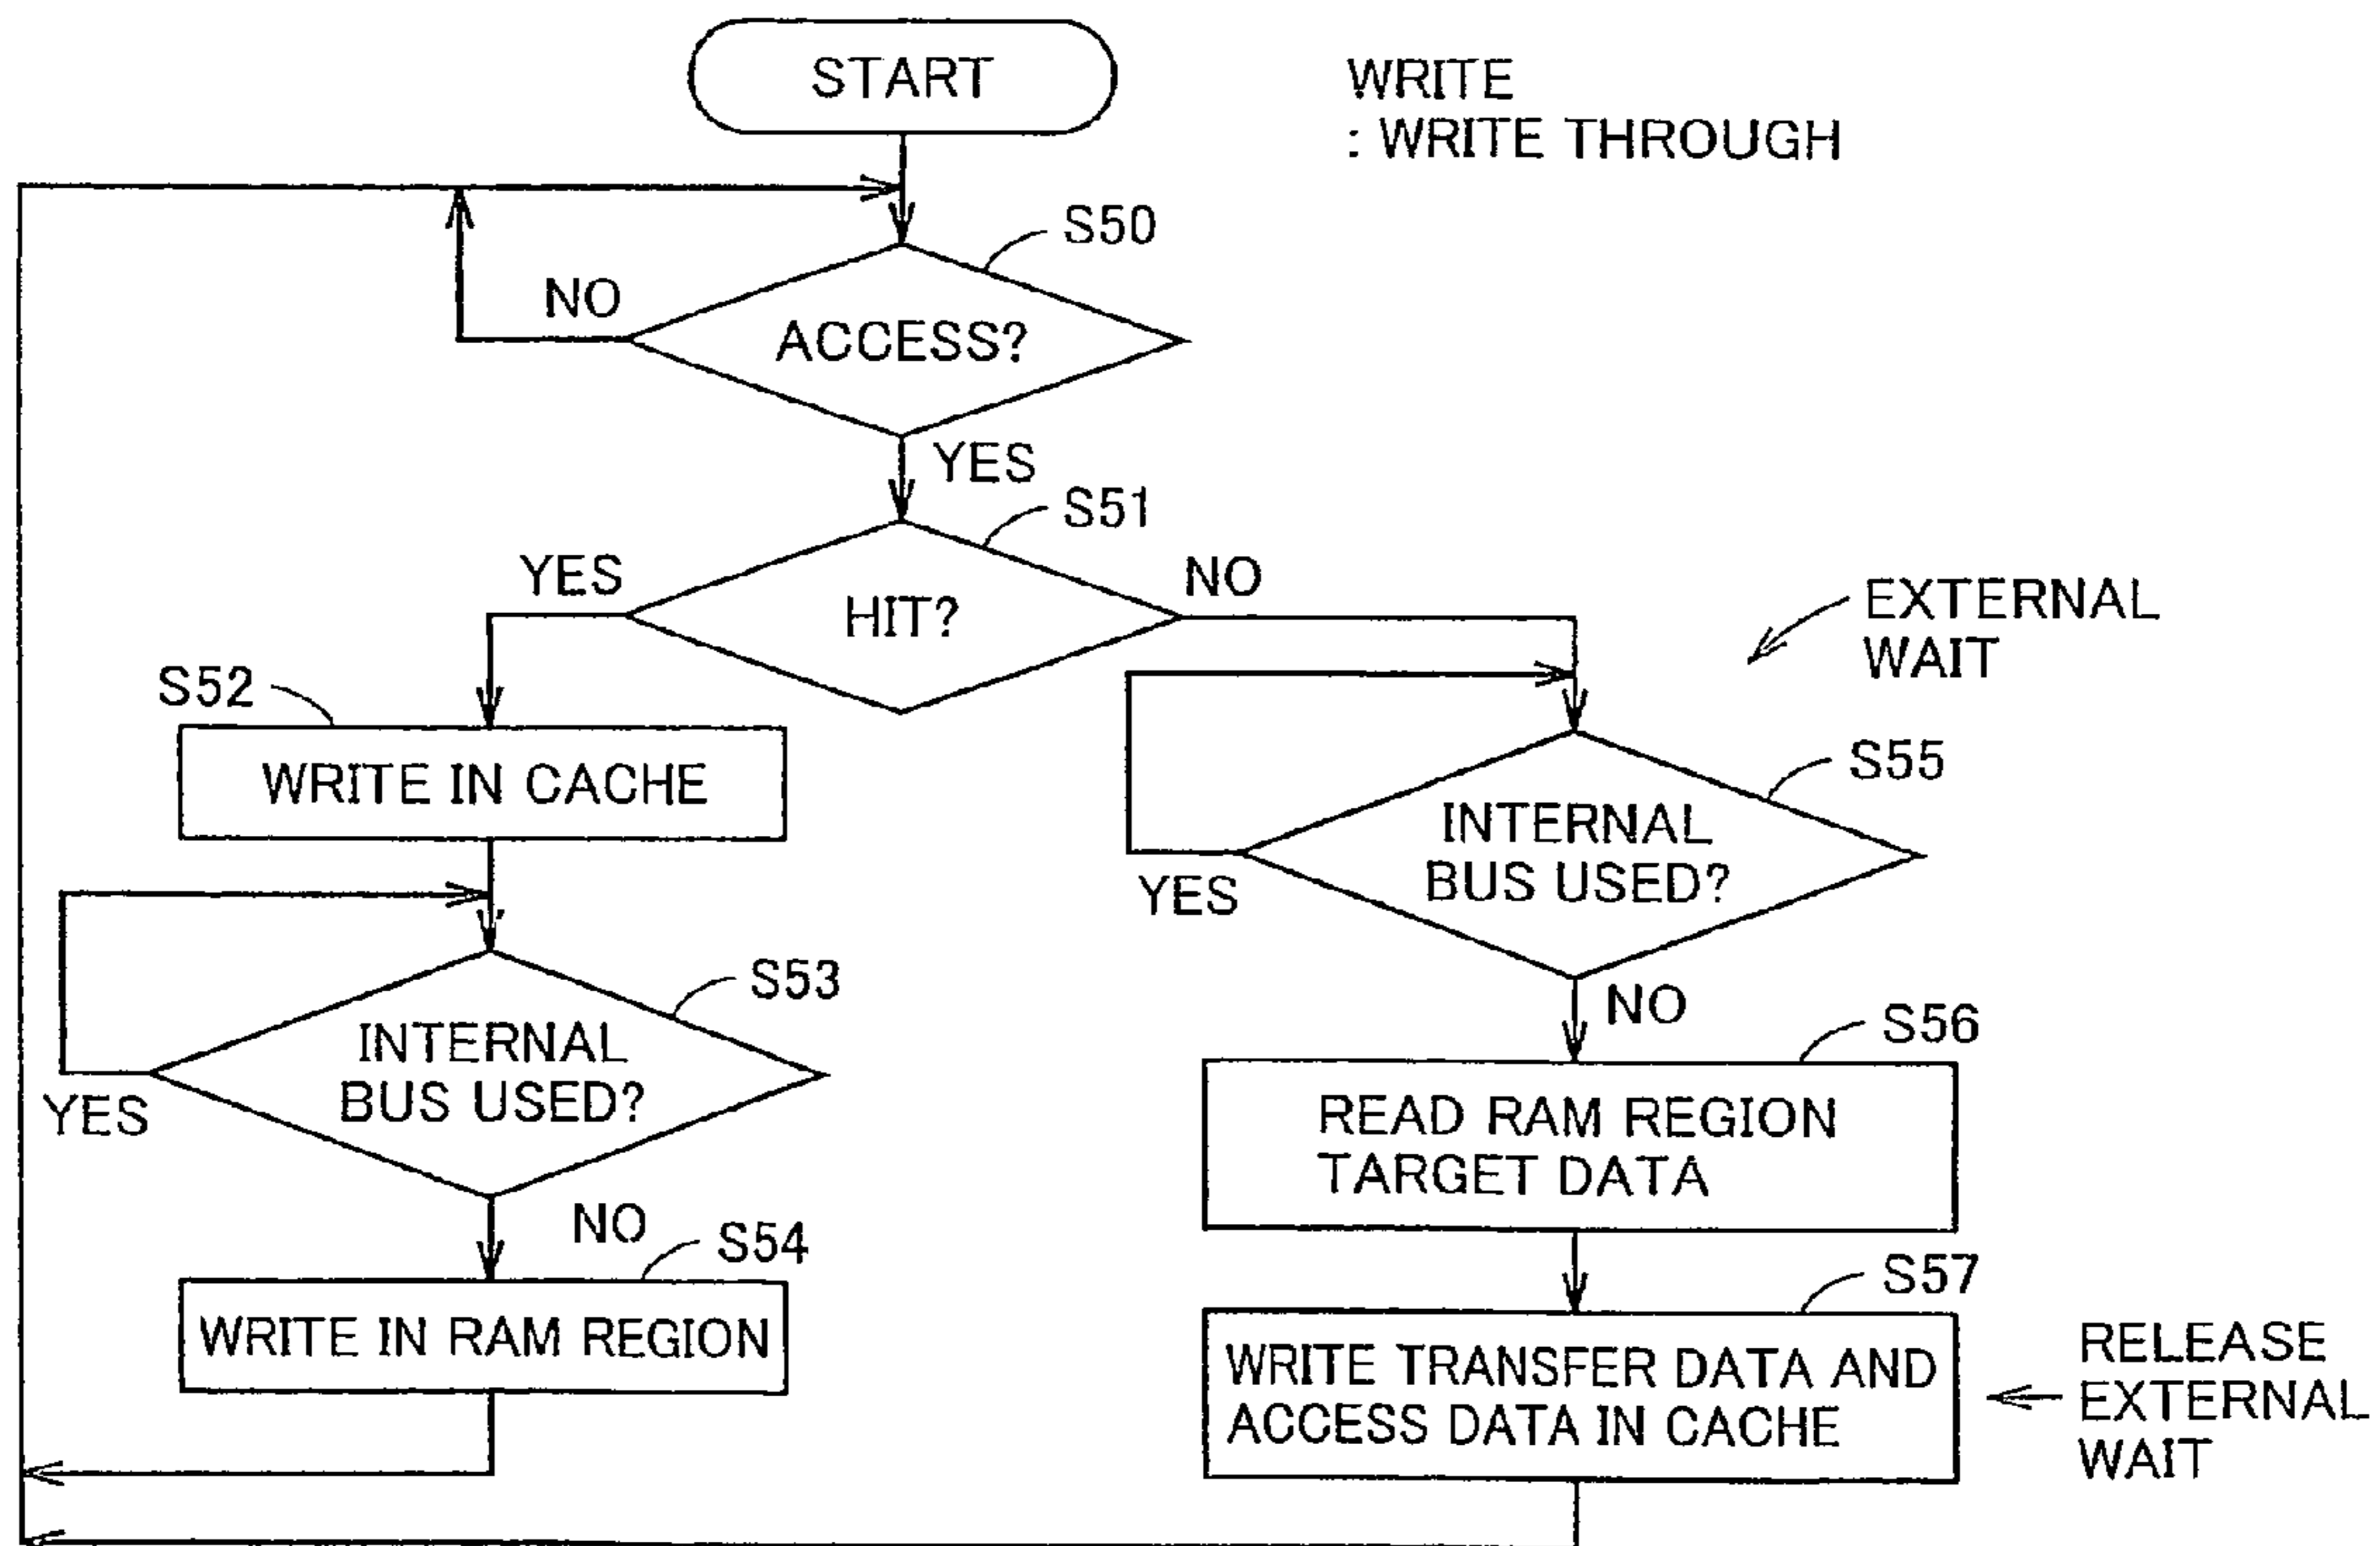 START
WRITE
: WRITE THROUGH
S50
NO
ACCESS?
YES
S51
YES
NO
HIT?
EXTERNAL
WAIT
S52
WRITE IN CACHE
S55
INTERNAL
BUS USED?
YES
S53
INTERNAL
BUS USED?
YES
NO
S56
READ RAM REGION
TARGET DATA
NO
S54
WRITE IN RAM REGION
S57
WRITE TRANSFER DATA AND
ACCESS DATA IN CACHE
RELEASE
EXTERNAL
WAIT